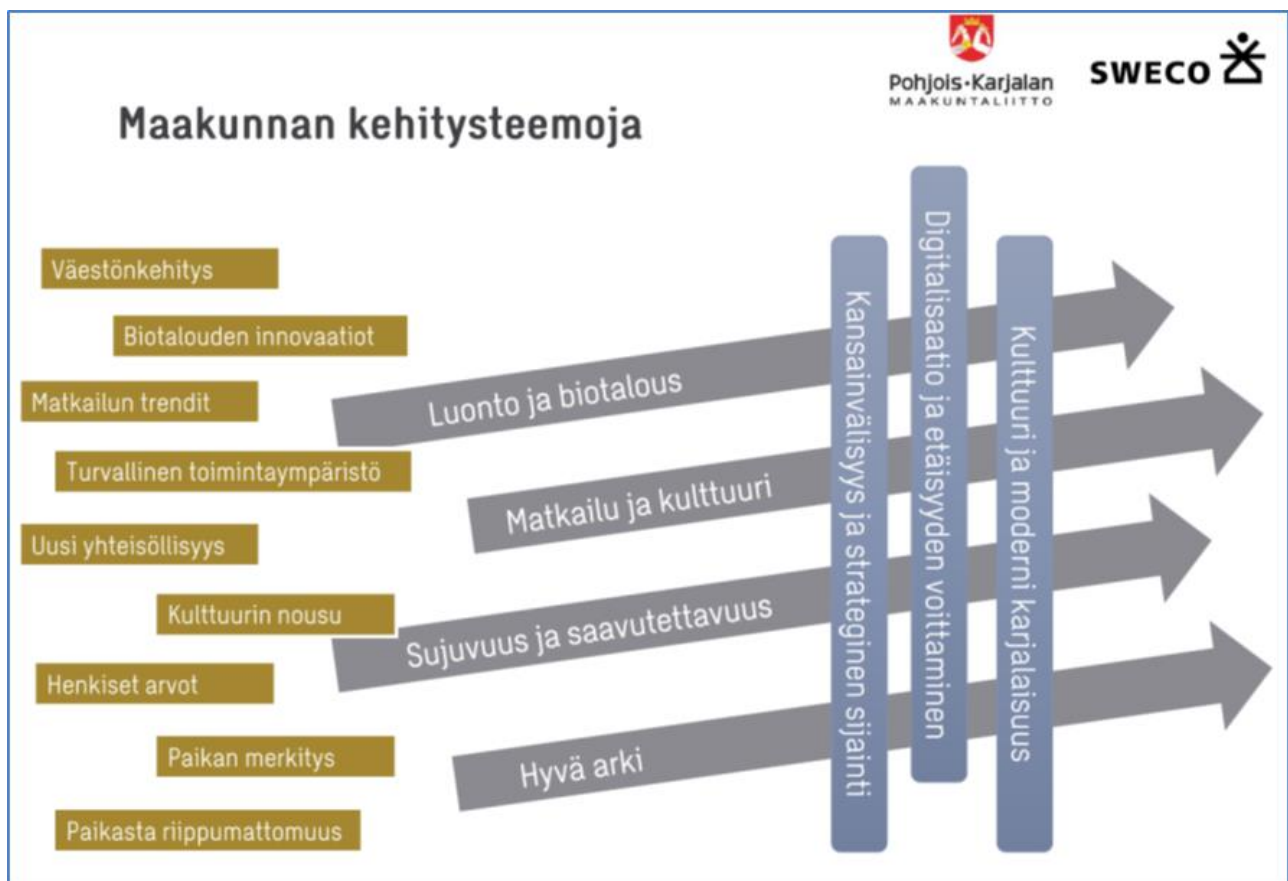 Pohjois-Karjalan
MAAKUNTALIITTO
SWECO
Maakunnan kehitysteemoja
Väestönkehitys
Biotalouden innovaatiot
Matkailun trendit
Turvallinen toimintaympäristö
Uusi yhteisöllisyys
Kulttuurin nousu
Henkiset arvot
Paikan merkitys
Paikasta riippumattomuus
Luonto ja biotalous
Matkailu ja kulttuuri
Sujuvuus ja saavutettavuus
Hyvä arki
Kansainvälisyys ja strateginen sijainti
Digitalisaatio ja etäisyyden voittaminen
Kulttuuri ja moderni karjalaisuus